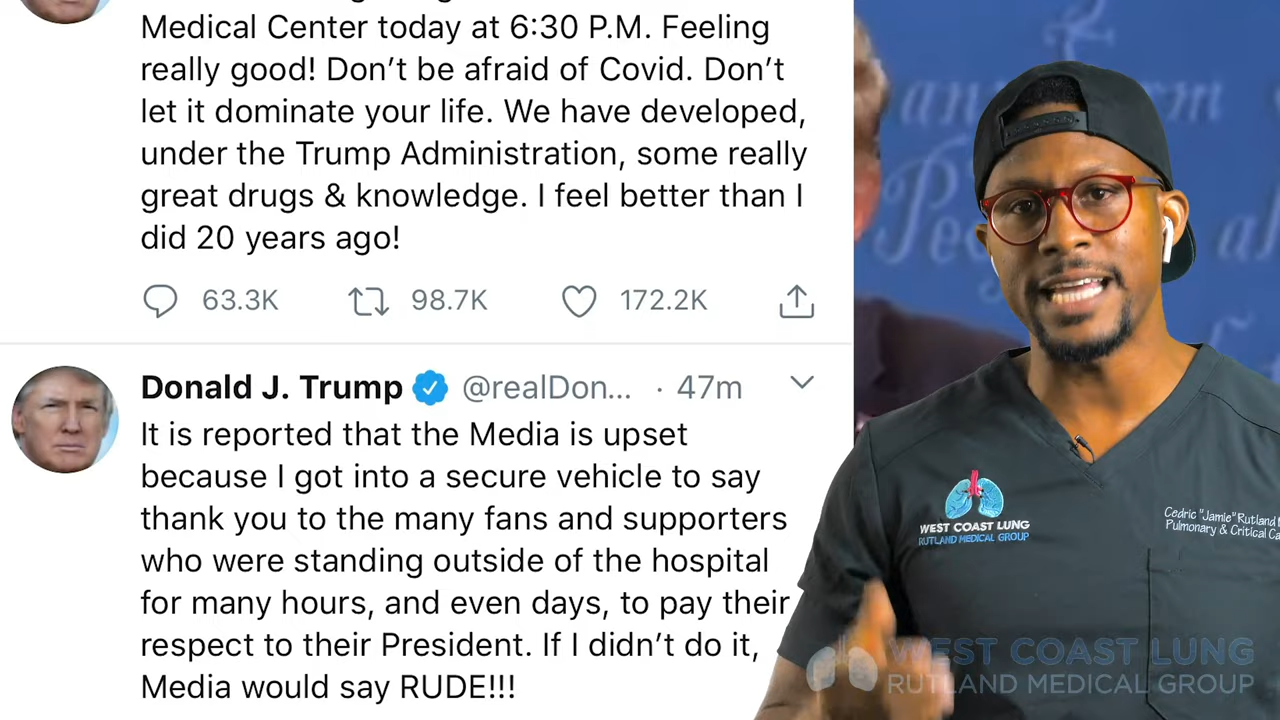 Medical Center today at 6:30 P.M. Feeling
really good! Don't be afraid of Covid. Don't
let it dominate your life. We have developed,
under the Trump Administration, some really
great drugs & knowledge. I feel better than I
did 20 years ago!
63.3K 98.7K 172.2K
Donald J. Trump @realDon... · 47m
It is reported that the Media is upset
because I got into a secure vehicle to say
thank you to the many fans and supporters
who were standing outside of the hospital
for many hours, and even days, to pay their
respect to their President. If I didn't do it,
Media would say RUDE!!!
WEST COAST LUNG
RUTLAND MEDICAL GROUP
Cedric "Jamie" Rutland
Pulmonary & Critical
WEST COAST LUNG
RUTLAND MEDICAL GROUP